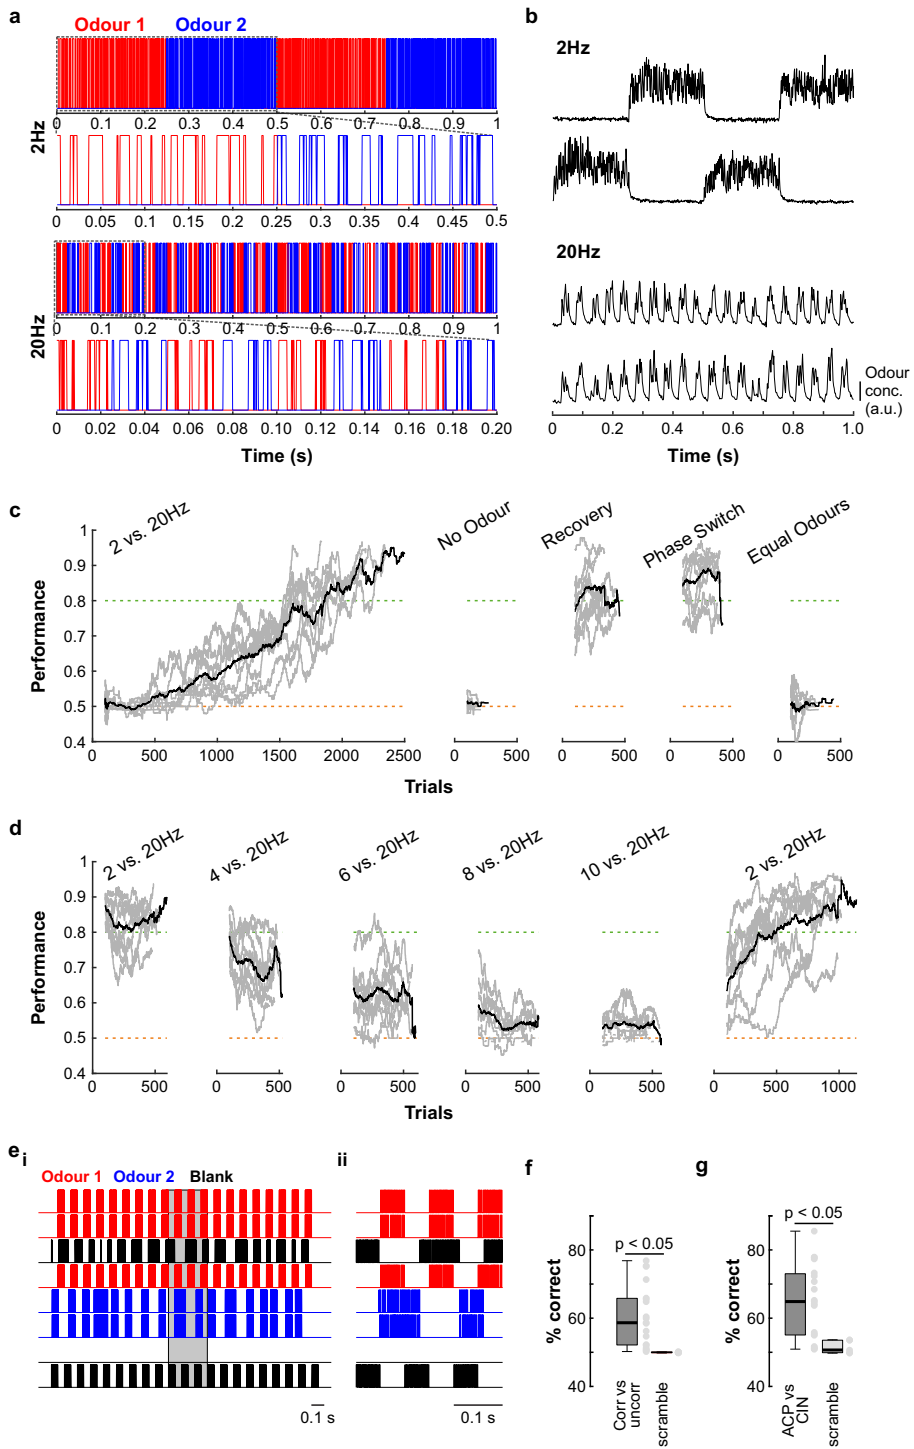 a
Odour 1 Odour 2
2Hz
0 0.1 0.2 0.3 0.4 0.5 0.6 0.7 0.8 0.9 1
0 0.05 0.1 0.15 0.2 0.25 0.3 0.35 0.4 0.45 0.5
20Hz
0 0.1 0.2 0.3 0.4 0.5 0.6 0.7 0.8 0.9 1
0 0.02 0.04 0.06 0.08 0.10 0.12 0.14 0.16 0.18 0.20
Time (s)
b
2Hz
20Hz
Odour
conc.
(a.u.)
0 0.2 0.4 0.6 0.8 1.0
Time (s)
c
2 vs. 20Hz
No Odour
Recovery
Phase Switch
Equal Odours
Performance
1
0.9
0.8
0.7
0.6
0.5
0.4
0 500 1000 1500 2000 2500
0 500
0 500
0 500
0 500
Trials
d
2 vs. 20Hz
4 vs. 20Hz
6 vs. 20Hz
8 vs. 20Hz
10 vs. 20Hz
2 vs. 20Hz
Performance
1
0.9
0.8
0.7
0.6
0.5
0.4
0 500
0 500
0 500
0 500
0 500
0 500 1000
Trials
e i
Odour 1 Odour 2 Blank
0.1 s
ii
0.1 s
f
p < 0.05
% correct
80
60
40
Corr vs
uncorr
scramble
g
p < 0.05
% correct
80
60
40
ACP vs
CIN
scramble